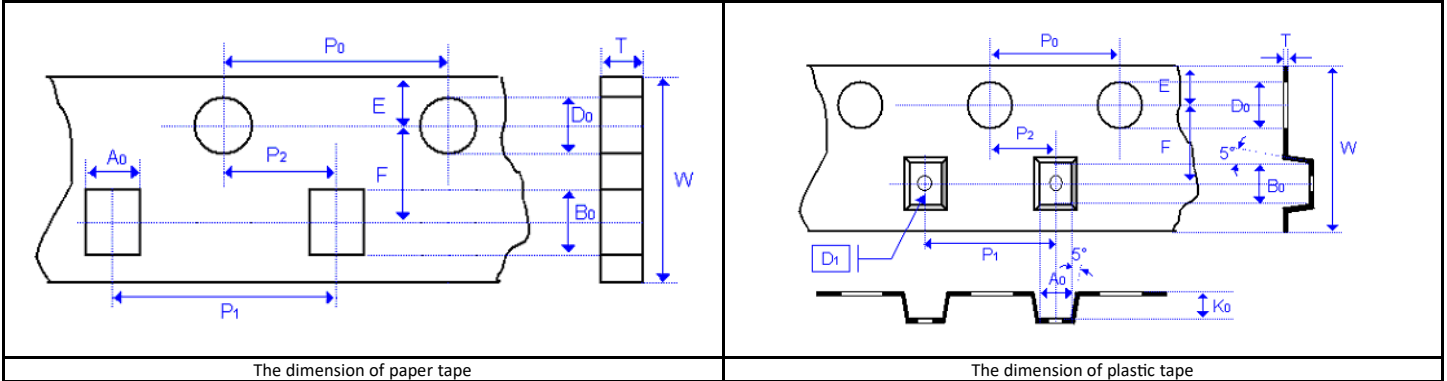 P0
T
E
D0
A0
P2
F
W
B0
P1
The dimension of paper tape
P0
T
E
D0
P2
F
5°
W
B0
D1
P1
5°
A0
K0
The dimension of plastic tape